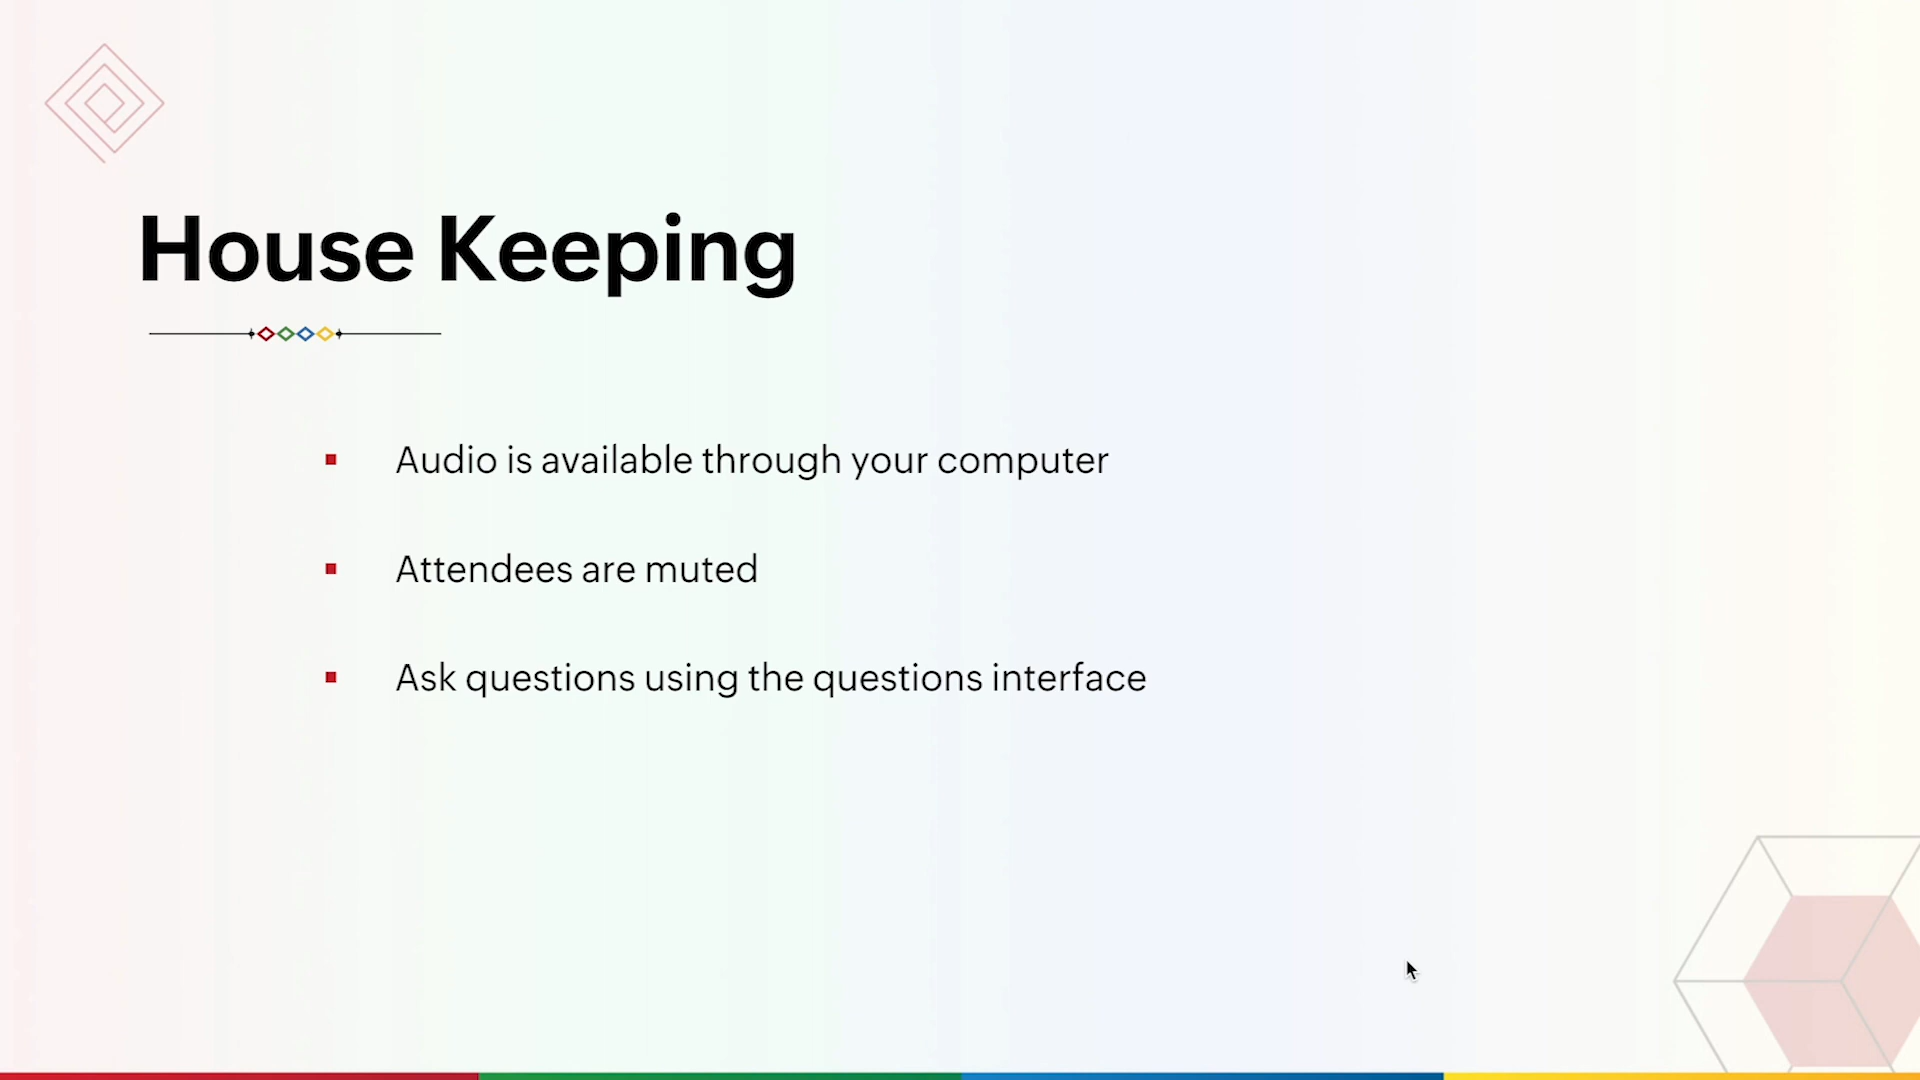 House Keeping
Audio is available through your computer
Attendees are muted
Ask questions using the questions interface